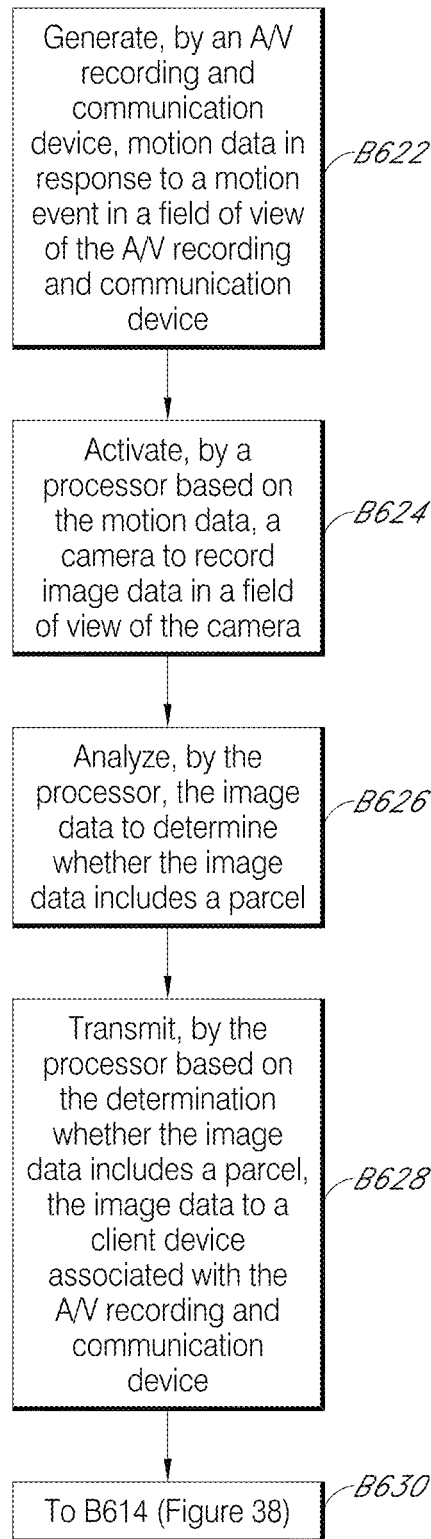 Generate, by an A/V
recording and
communication
device, motion data in
response to a motion
event in a field of view
of the A/V recording
and communication
device
B622
Activate, by a
processor based on
the motion data, a
camera to record
image data in a field
of view of the camera
B624
Analyze, by the
processor, the image
data to determine
whether the image
data includes a parcel
B626
Transmit, by the
processor based on
the determination
whether the image
data includes a parcel,
the image data to a
client device
associated with the
A/V recording and
communication
device
B628
To B614 (Figure 38)
B630